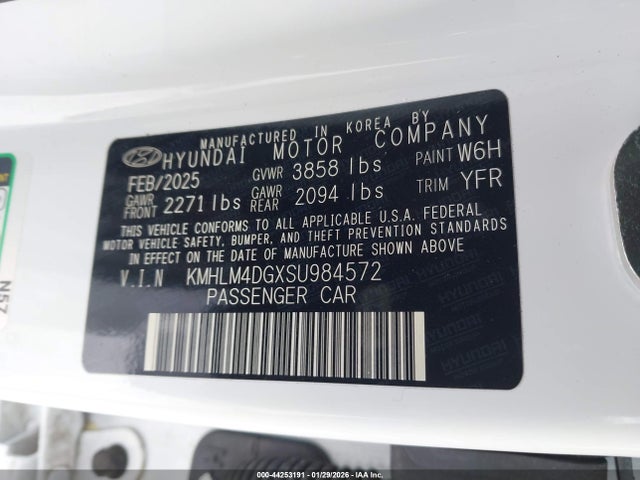 MANUFACTURED IN KOREA BY
HYUNDAI MOTOR COMPANY
FEB/2025 GVWR 3858 lbs PAINT W6H
GAWR FRONT 2271 lbs GAWR REAR 2094 lbs TRIM YFR
THIS VEHICLE CONFORMS TO ALL APPLICABLE U.S.A. FEDERAL
MOTOR VEHICLE SAFETY, BUMPER, AND THEFT PREVENTION STANDARDS
IN EFFECT ON THE DATE OF MANUFACTURE SHOWN ABOVE.
V.I.N KMHLM4DGXSU984572
PASSENGER CAR
HYUNDAI
N57
000-44253191 - 01/29/2026 - IAA Inc.